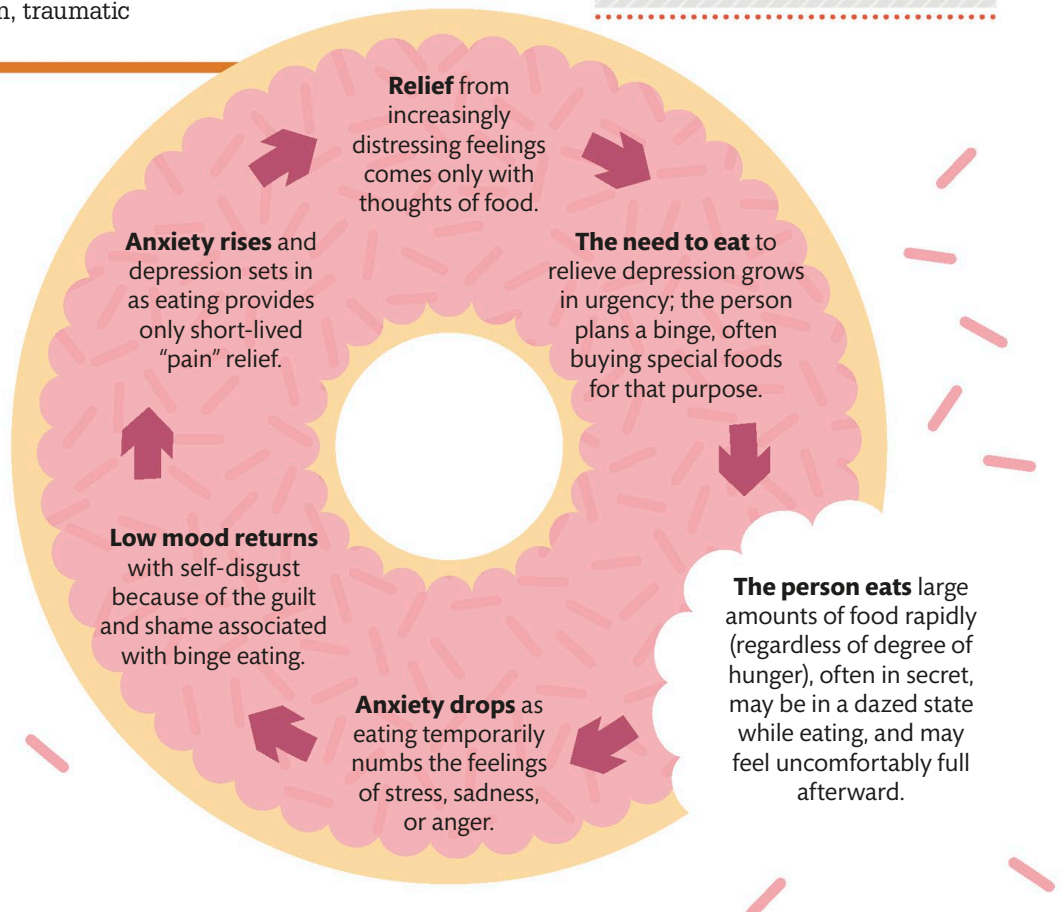 n, traumatic
Relief from
increasingly
distressing feelings
comes only with
thoughts of food.
The need to eat to
relieve depression grows
in urgency; the person
plans a binge, often
buying special foods
for that purpose.
The person eats large
amounts of food rapidly
(regardless of degree of
hunger), often in secret,
may be in a dazed state
while eating, and may
feel uncomfortably full
afterward.
Anxiety drops as
eating temporarily
numbs the feelings
of stress, sadness,
or anger.
Low mood returns
with self-disgust
because of the guilt
and shame associated
with binge eating.
Anxiety rises and
depression sets in
as eating provides
only short-lived
“pain” relief.